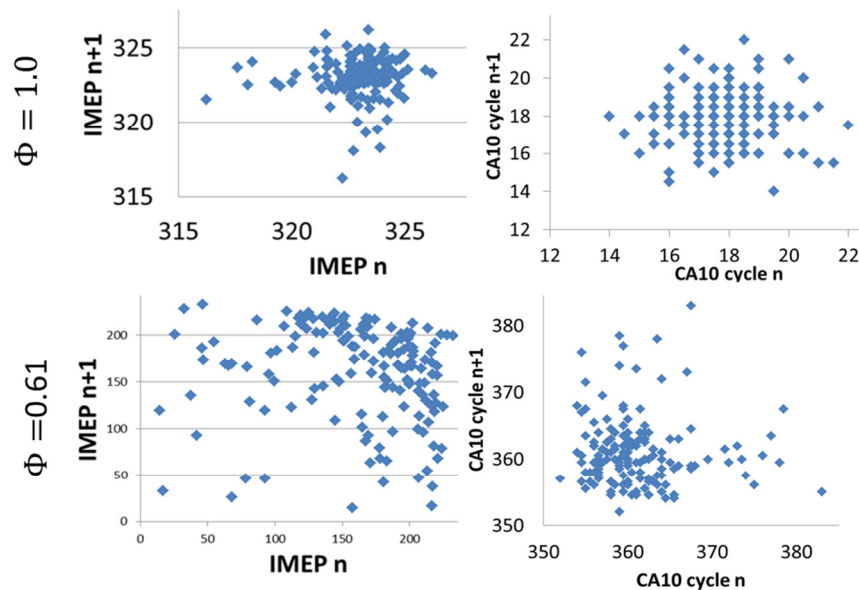 Φ = 1.0
IMEP n+1
325
320
315
315 320 325
IMEP n
CA10 cycle n+1
22
20
18
16
14
12
12 14 16 18 20 22
CA10 cycle n
Φ =0.61
IMEP n+1
200
150
100
50
0
0 50 100 150 200
IMEP n
CA10 cycle n+1
380
370
360
350
350 360 370 380
CA10 cycle n